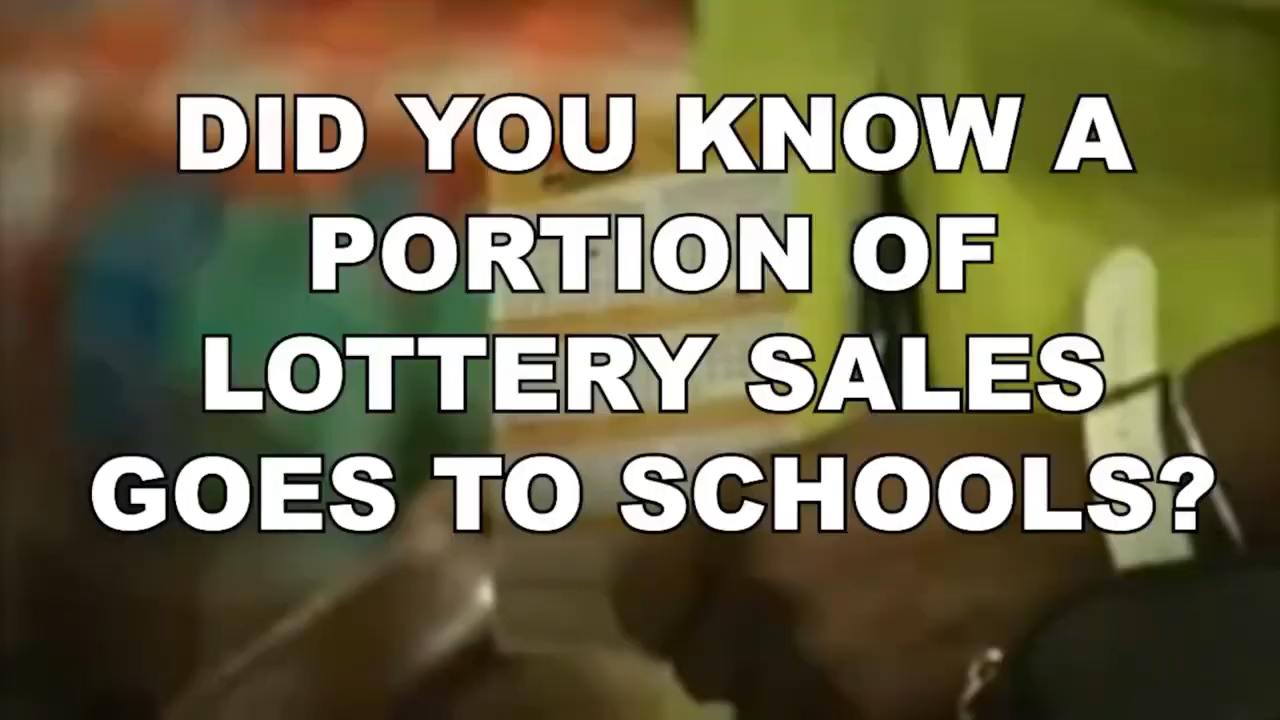 DID YOU KNOW A
PORTION OF
LOTTERY SALES
GOES TO SCHOOLS?